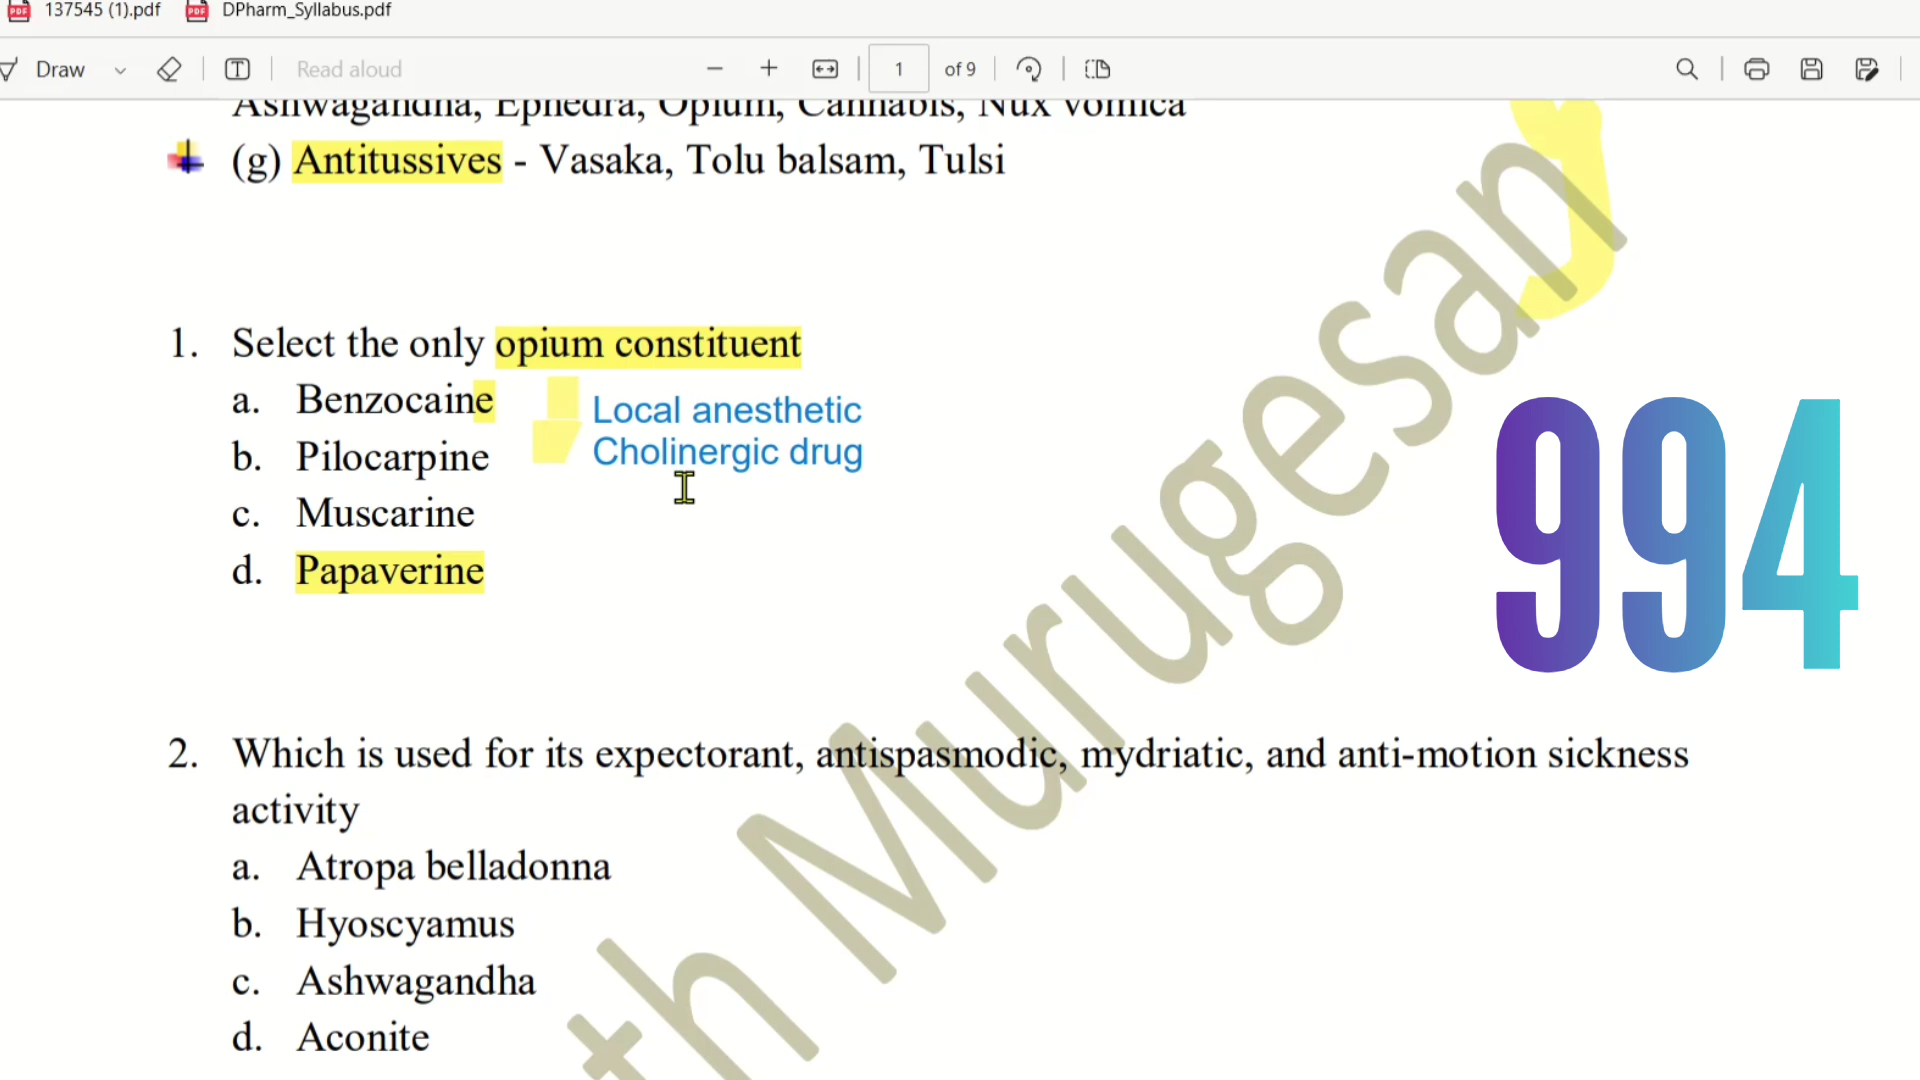 137545 (1).pdf DPharm_Syllabus.pdf
Draw Read aloud 1 of 9
Ashwagandha, Ephedra, Opium, Cannabis, Nux vomica
(g) Antitussives - Vasaka, Tolu balsam, Tulsi
1. Select the only opium constituent
a. Benzocaine Local anesthetic
b. Pilocarpine Cholinergic drug
c. Muscarine
d. Papaverine
994
2. Which is used for its expectorant, antispasmodic, mydriatic, and anti-motion sickness
activity
a. Atropa belladonna
b. Hyoscyamus
c. Ashwagandha
d. Aconite
th Murugesan